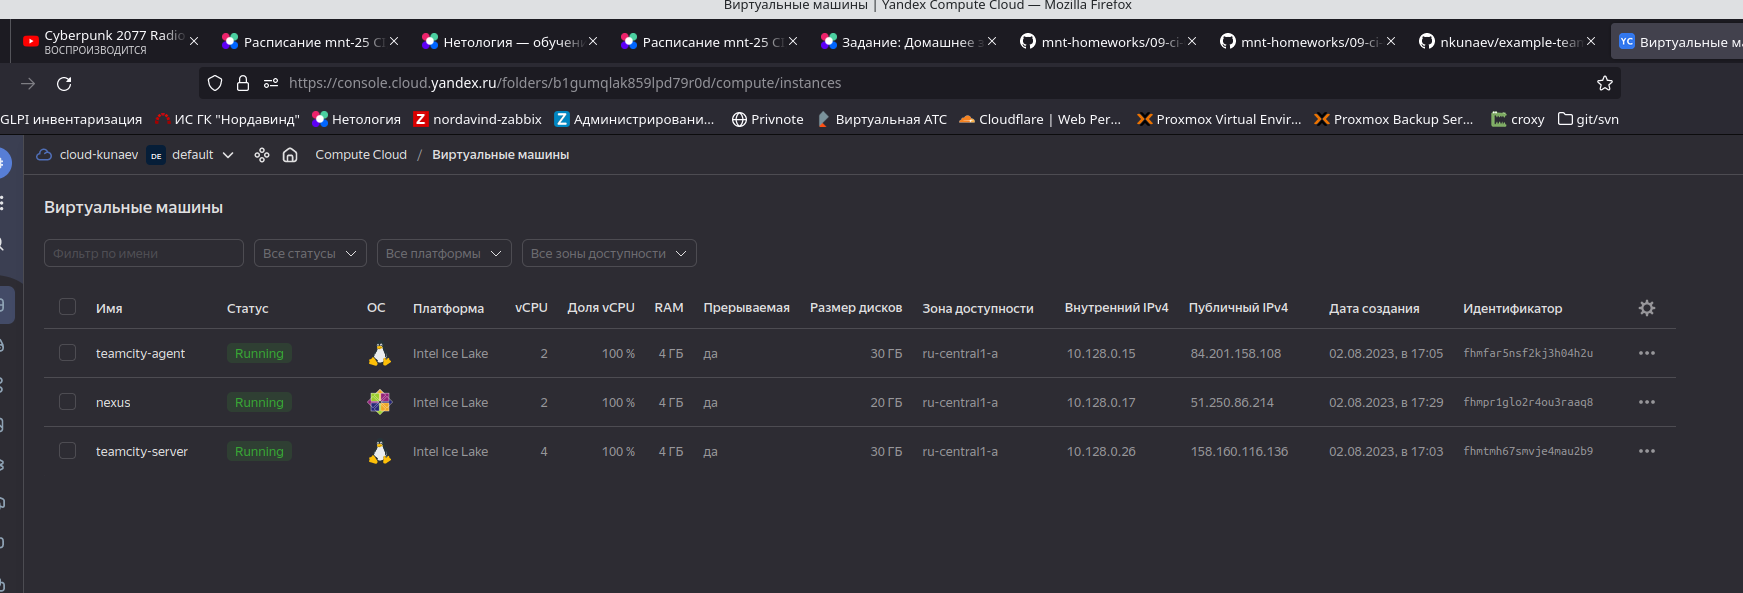 Виртуальные машины | Yandex Compute Cloud — Mozilla Firefox
Cyberpunk 2077 Radio
ВОСПРОИЗВОДИТСЯ
Расписание mnt-25 CI
Нетология — обучен
Расписание mnt-25 CI
Задание: Домашнее з
mnt-homeworks/09-ci-
mnt-homeworks/09-ci-
nkunaev/example-tean
YC Виртуальные м
https://console.cloud.yandex.ru/folders/b1gumqlak859lpd79r0d/compute/instances
GLPI инвентаризация ИС ГК "Нордавинд" Нетология Z nordavind-zabbix Z Администрировани... Privnote Виртуальная АТС Cloudflare | Web Per... Proxmox Virtual Envir... Proxmox Backup Ser... croxy git/svn
cloud-kunaev DE default Compute Cloud / Виртуальные машины
Виртуальные машины
Фильтр по имени Все статусы Все платформы Все зоны доступности
Имя Статус ОС Платформа vCPU Доля vCPU RAM Прерываемая Размер дисков Зона доступности Внутренний IPv4 Публичный IPv4 Дата создания Идентификатор
teamcity-agent Running Intel Ice Lake 2 100 % 4 ГБ да 30 ГБ ru-central1-a 10.128.0.15 84.201.158.108 02.08.2023, в 17:05 fhmfar5nsf2kj3h04h2u
nexus Running Intel Ice Lake 2 100 % 4 ГБ да 20 ГБ ru-central1-a 10.128.0.17 51.250.86.214 02.08.2023, в 17:29 fhmpr1glo2r4ou3raaq8
teamcity-server Running Intel Ice Lake 4 100 % 4 ГБ да 30 ГБ ru-central1-a 10.128.0.26 158.160.116.136 02.08.2023, в 17:03 fhmtmh67smvje4mau2b9